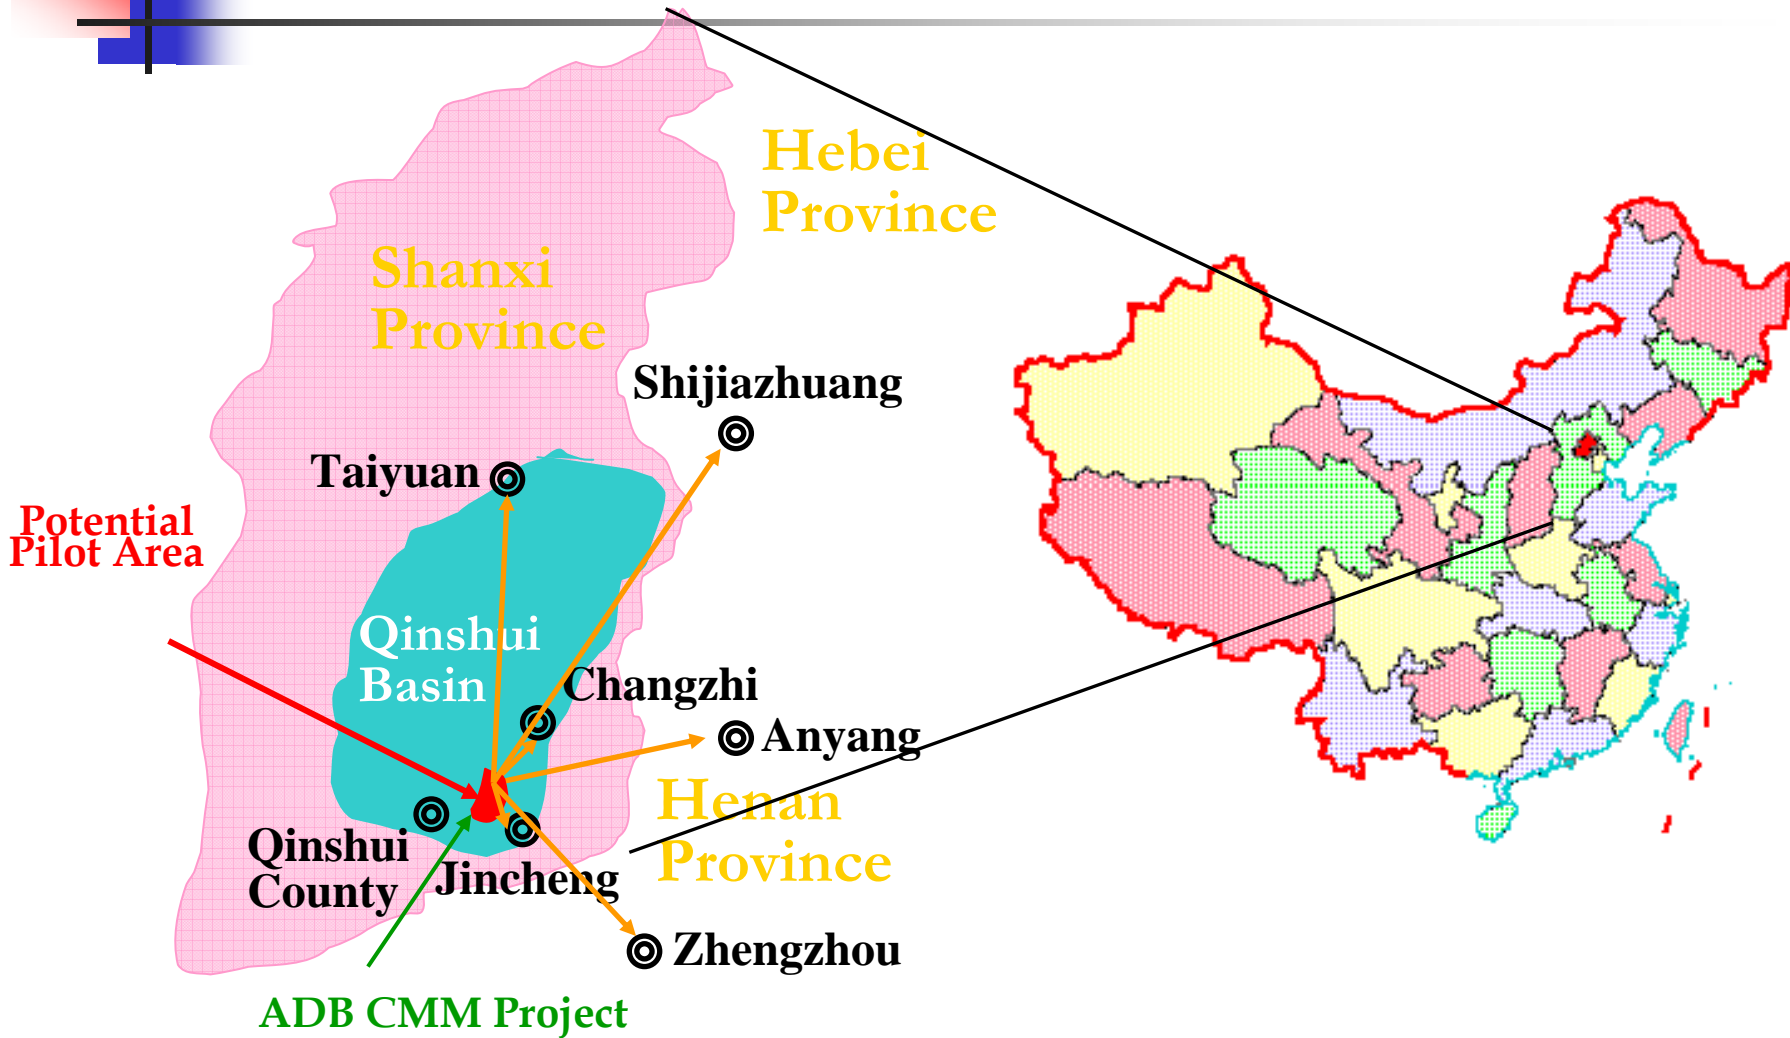 Hebei
Province
Shanxi
Province
Shijiazhuang
Taiyuan
Potential
Pilot Area
Qinshui
Basin
Changzhi
Anyang
Henan
Province
Qinshui
County
Jincheng
Zhengzhou
ADB CMM Project